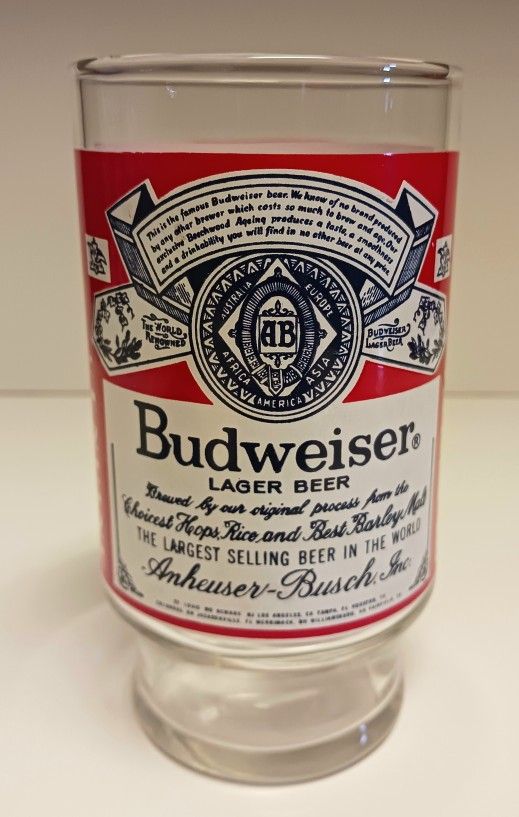 This is the famous Budweiser beer. We know of no brand produced
by any other brewer which costs so much to brew and age. Our
exclusive Beechwood Ageing produces a taste, a smoothness
and a drinkability you will find in no other beer at any price.
AUSTRALIA EUROPE
AB
AFRICA ASIA
AMERICA
THE WORLD
RENOWNED
BUDWEISER
LAGER BEER
Budweiser®
LAGER BEER
Brewed by our original process from the
Choicest Hops, Rice and Best Barley Malt
THE LARGEST SELLING BEER IN THE WORLD
Anheuser-Busch, Inc.